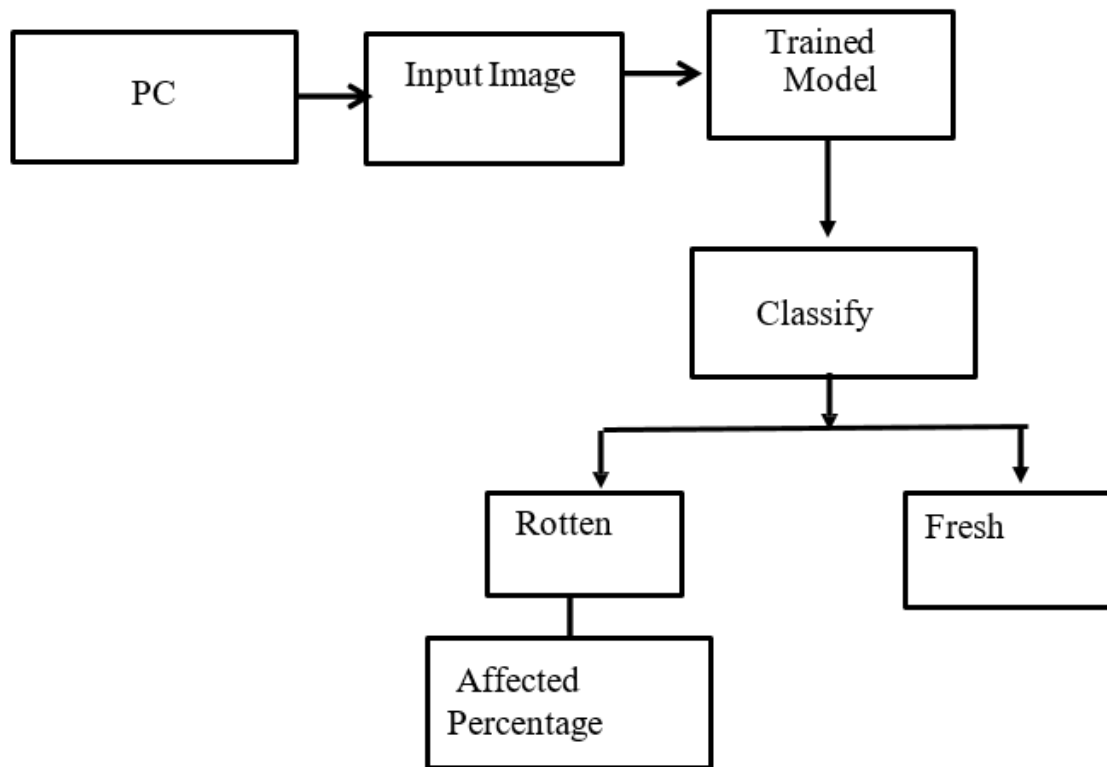 PC
Input Image
Trained
Model
Classify
Rotten
Fresh
Affected
Percentage